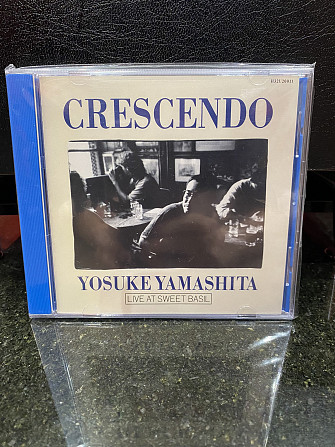 CRESCENDO
YOSUKE YAMASHITA
LIVE AT SWEET BASIL